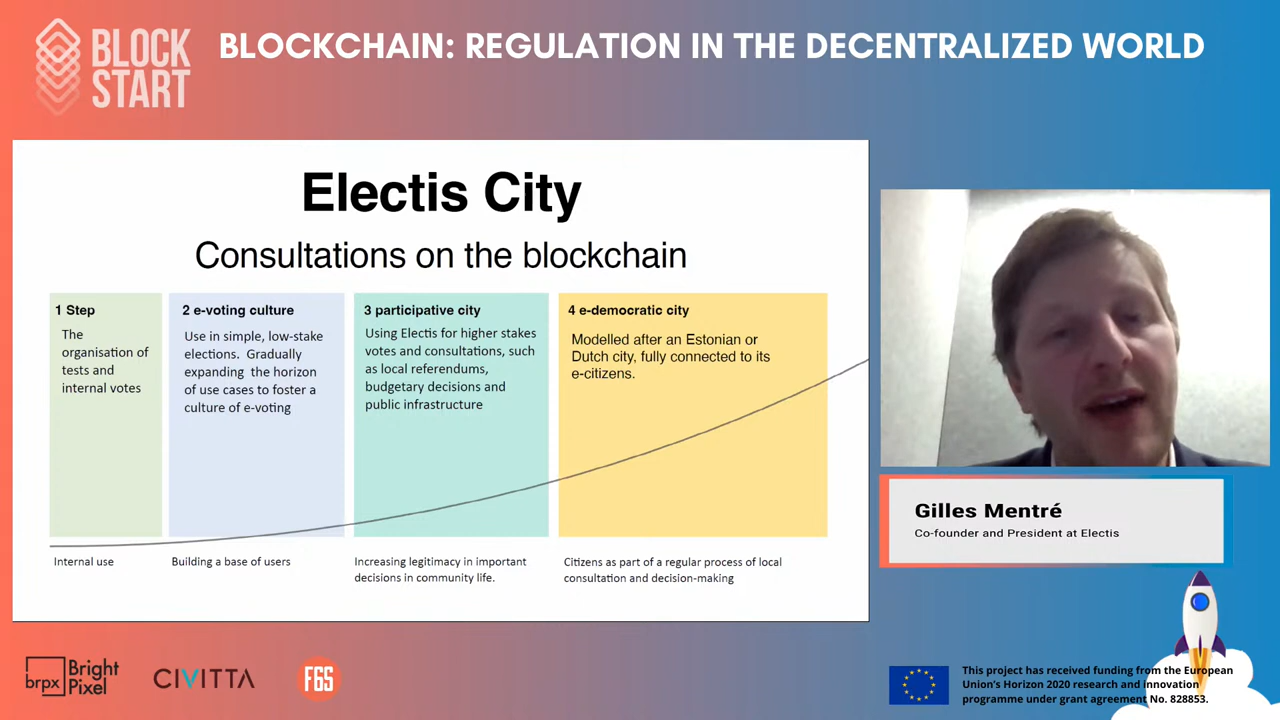 BLOCK
START
BLOCKCHAIN: REGULATION IN THE DECENTRALIZED WORLD
Electis City
Consultations on the blockchain
1 Step
The
organisation of
tests and
internal votes
2 e-voting culture
Use in simple, low-stake
elections. Gradually
expanding the horizon
of use cases to foster a
culture of e-voting
3 participative city
Using Electis for higher stakes
votes and consultations, such
as local referendums,
budgetary decisions and
public infrastructure
4 e-democratic city
Modelled after an Estonian or
Dutch city, fully connected to its
e-citizens.
Internal use
Building a base of users
Increasing legitimacy in important
decisions in community life.
Citizens as part of a regular process of local
consultation and decision-making
Gilles Mentré
Co-founder and President at Electis
brpx
Bright
Pixel
CIVITTA
F6S
This project has received funding from the European
Union's Horizon 2020 research and innovation
programme under grant agreement No. 828853.